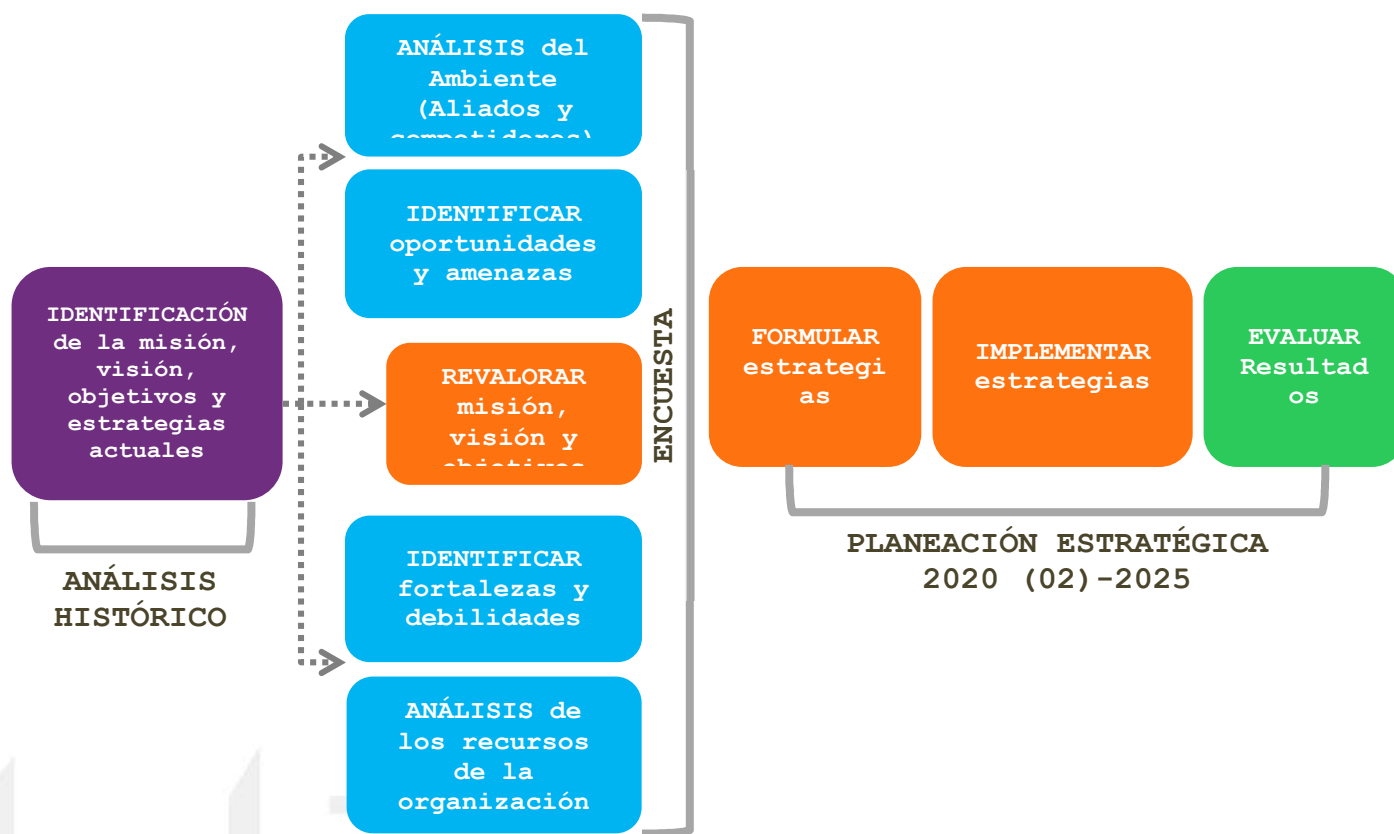 IDENTIFICACIÓN
de la misión,
visión,
objetivos y
estrategias
actuales
ANÁLISIS
HISTÓRICO
ANÁLISIS del
Ambiente
(Aliados y
competidores)
IDENTIFICAR
oportunidades
y amenazas
REVALORAR
misión,
visión y
objetivos
IDENTIFICAR
fortalezas y
debilidades
ANÁLISIS de
los recursos
de la
organización
ENCUESTA
FORMULAR
estrategi
as
IMPLEMENTAR
estrategias
EVALUAR
Resultad
os
PLANEACIÓN ESTRATÉGICA
2020 (02)-2025